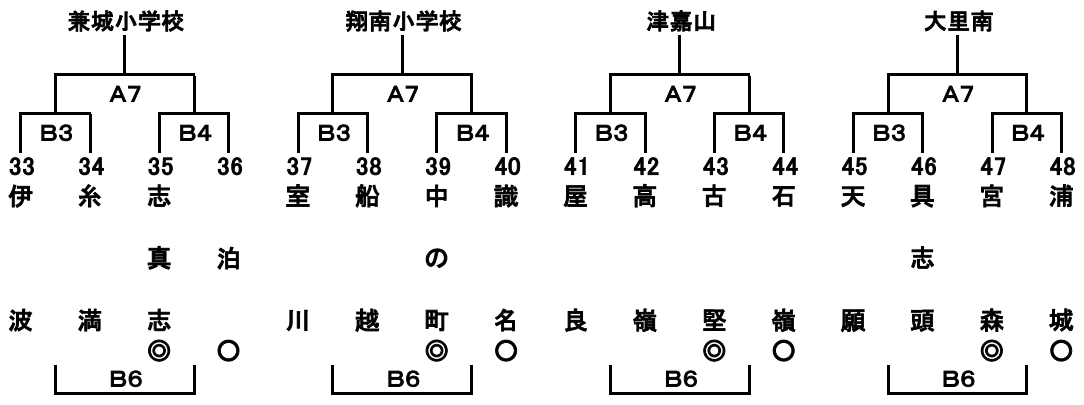 兼城小学校 翔南小学校 津嘉山 大里南
A7 A7 A7 A7
B3 B4 B3 B4 B3 B4 B3 B4
33 34 35 36 37 38 39 40 41 42 43 44 45 46 47 48
伊波 糸満 志真志 泊 室川 船越 中の町 識名 屋良 高嶺 古堅 石嶺 天願 具志頭 宮森 浦城
◎ ○ ◎ ○ ◎ ○ ◎ ○
B6 B6 B6 B6